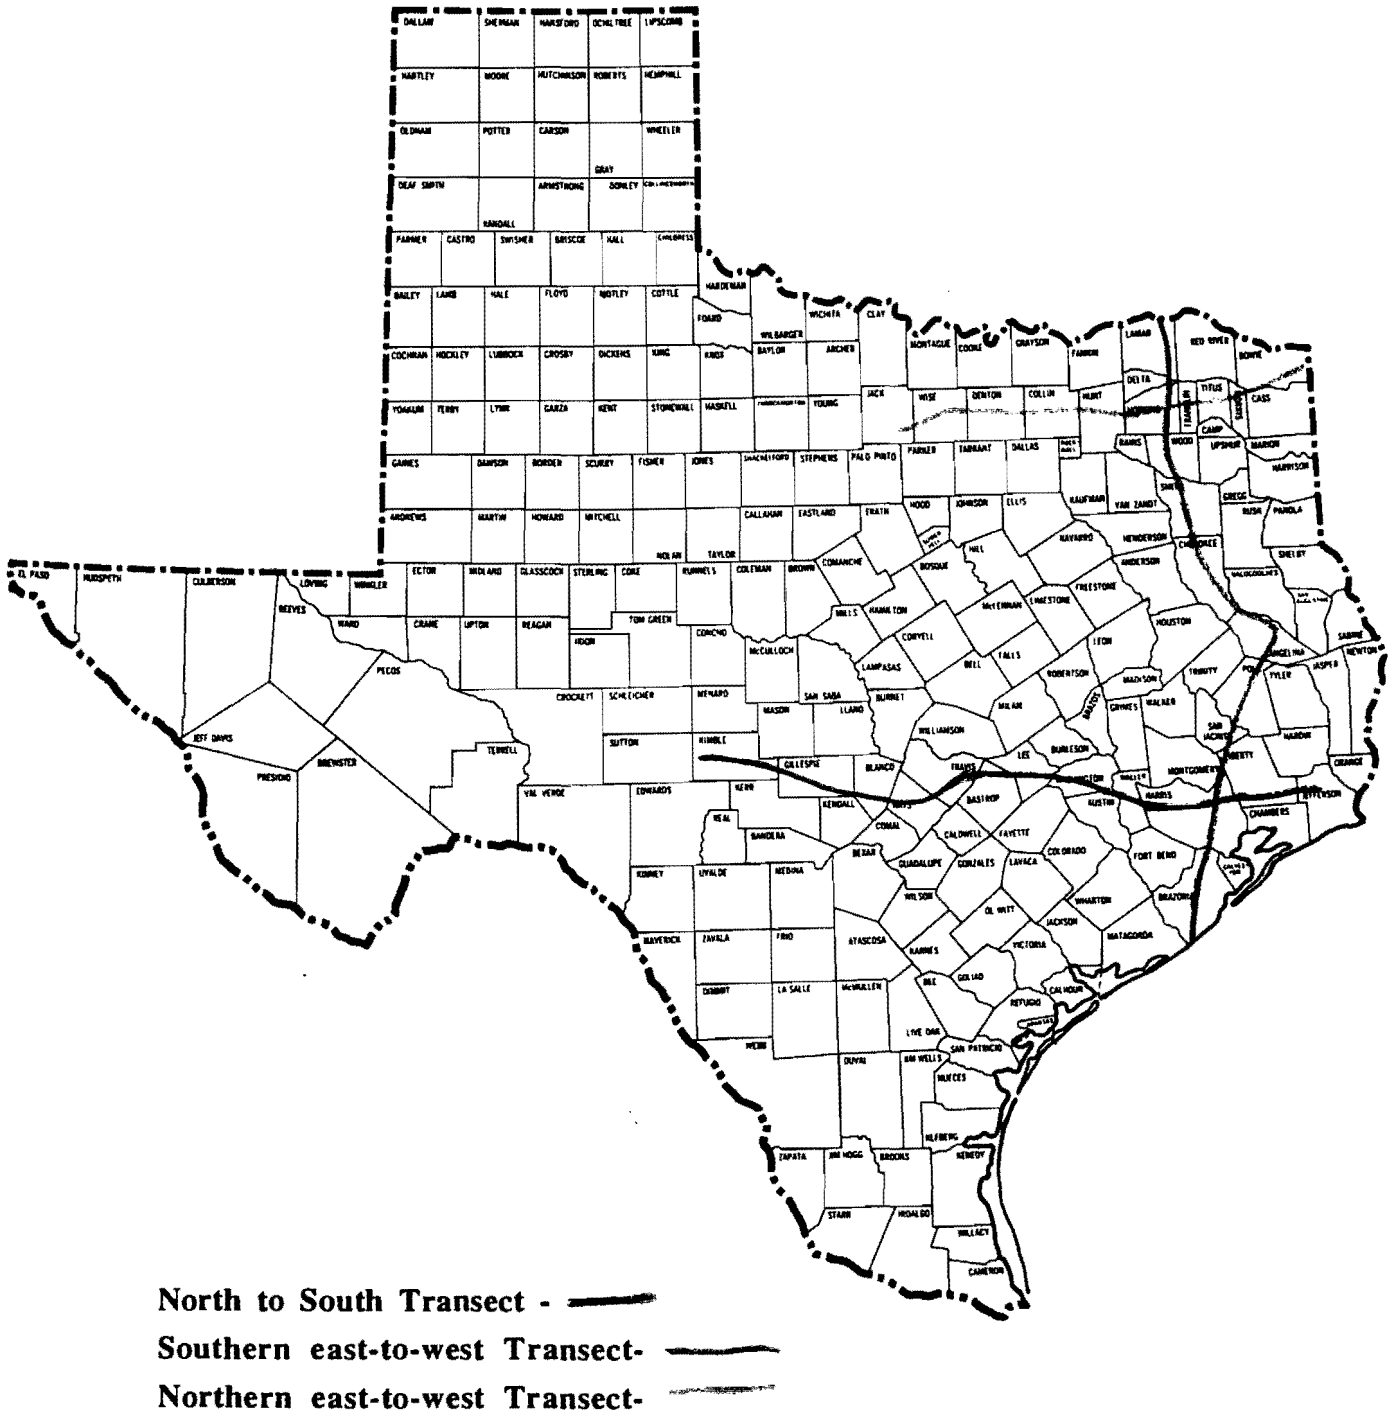 DALLAM SHERMAN HANSFORD OCHILTREE LIPSCOMB
HARTLEY MOORE HUTCHINSON ROBERTS HEMPHILL
OLDHAM POTTER CARSON WHEELER
GRAY
DEAF SMITH ARMSTRONG DONLEY COLLINGSWORTH
RANDALL
PARMER CASTRO SWISHER BRISCOE HALL CHILDRESS
HARDEMAN
BAILEY LAMB HALE FLOYD MOTLEY COTTLE
FOARD WICHITA CLAY
WILBARGER
MONTAGUE COOKE GRAYSON FANNIN LAMAR RED RIVER BOWIE
COCHRAN HOCKLEY LUBBOCK CROSBY DICKENS KING KNOX BAYLOR ARCHER
DELTA TITUS
YOAKUM TERRY LYNN GARZA KENT STONEWALL HASKELL YOUNG JACK WISE DENTON COLLIN HUNT FRANKLIN CASS
CAMP
GAINES DAWSON BORDEN SCURRY FISHER JONES SHACKELFORD STEPHENS PALO PINTO PARKER TARRANT DALLAS RAINS WOOD UPSHUR MARION
HARRISON
KAUFMAN VAN ZANDT GREGG
ANDREWS MARTIN HOWARD MITCHELL CALLAHAN EASTLAND ERATH HOOD JOHNSON ELLIS RUSK PANOLA
NOLAN TAYLOR
HILL NAVARRO HENDERSON CHEROKEE SHELBY
EL PASO HUDSPETH CULBERSON LOVING WINKLER ECTOR MIDLAND GLASSCOCK STERLING COKE RUNNELS COLEMAN BROWN COMANCHE BOSQUE ANDERSON
REEVES FREESTONE
McLENNAN LIMESTONE
WARD CRANE UPTON REAGAN TOM GREEN MILLS HAMILTON HOUSTON
CONCHO CORYELL SABINE
McCULLOCH FALLS LEON ANGELINA NEWTON
PECOS LAMPASAS BELL ROBERTSON MADISON TRINITY TYLER JASPER
CROCKETT SCHLEICHER MENARD SAN SABA BURNET
MASON LLANO MILAM BRAZOS GRIMES WALKER
JEFF DAVIS SUTTON KIMBLE WILLIAMSON SAN
JACINTO HARDIN
TERRELL LEE BURLESON
PRESIDIO BREWSTER GILLESPIE BLANCO TRAVIS MONTGOMERY ORANGE
VAL VERDE EDWARDS KERR KENDALL HAYS BASTROP AUSTIN WALLER HARRIS JEFFERSON
REAL COMAL CHAMBERS
BANDERA CALDWELL FAYETTE
BEXAR GUADALUPE GONZALES LAVACA COLORADO FORT BEND
KINNEY UVALDE MEDINA
WILSON WHARTON BRAZORIA
JACKSON
MAVERICK ZAVALA FRIO ATASCOSA KARNES VICTORIA MATAGORDA
DIMMIT LA SALLE McMULLEN BEE GOLIAD CALHOUN
REFUGIO
LIVE OAK
WEBB SAN PATRICIO
DUVAL JIM WELLS
NUECES
KLEBERG
ZAPATA JIM HOGG BROOKS KENEDY
STARR HIDALGO
WILLACY
CAMERON
North to South Transect -
Southern east-to-west Transect-
Northern east-to-west Transect-